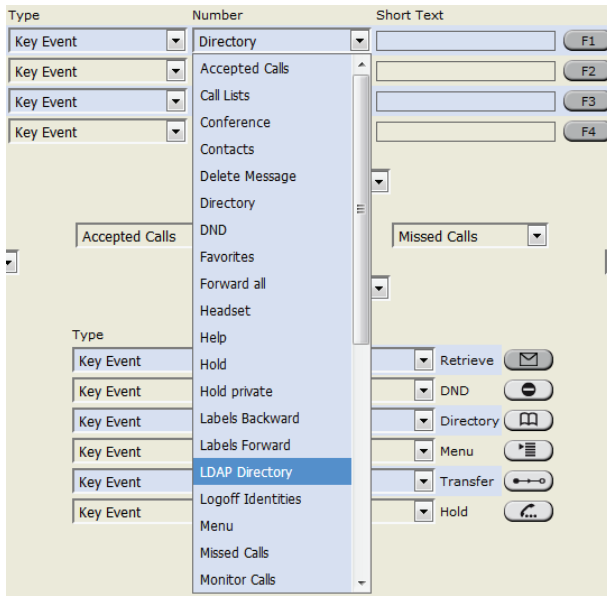 Type Number Short Text
Key Event Directory F1
Key Event F2
Key Event F3
Key Event F4
Accepted Calls
Call Lists
Conference
Contacts
Delete Message
Directory
DND
Favorites
Forward all
Headset
Help
Hold
Hold private
Labels Backward
Labels Forward
LDAP Directory
Logoff Identities
Menu
Missed Calls
Monitor Calls
Accepted Calls Missed Calls
Type
Key Event Retrieve
Key Event DND
Key Event Directory
Key Event Menu
Key Event Transfer
Key Event Hold